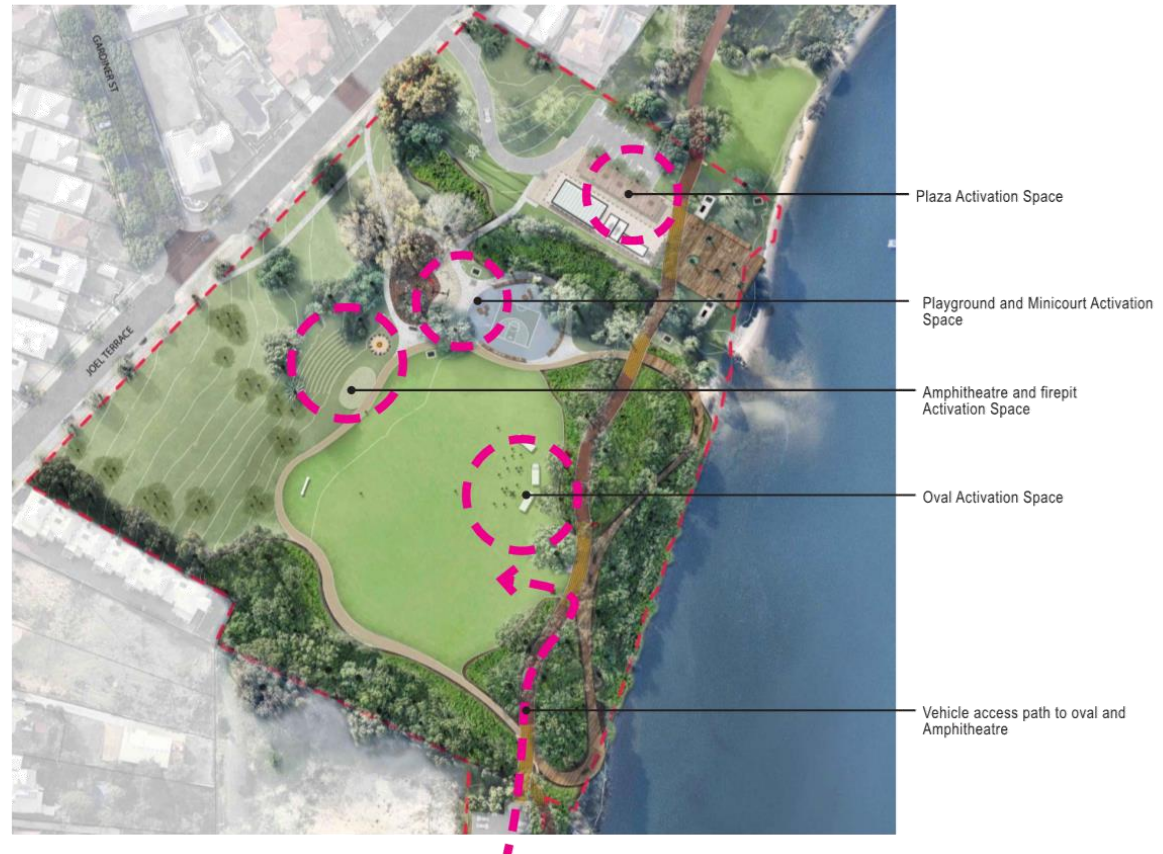 GARDINER ST
Plaza Activation Space
Playground and Minicourt Activation
Space
JOEL TERRACE
Amphitheatre and firepit
Activation Space
Oval Activation Space
Vehicle access path to oval and
Amphitheatre